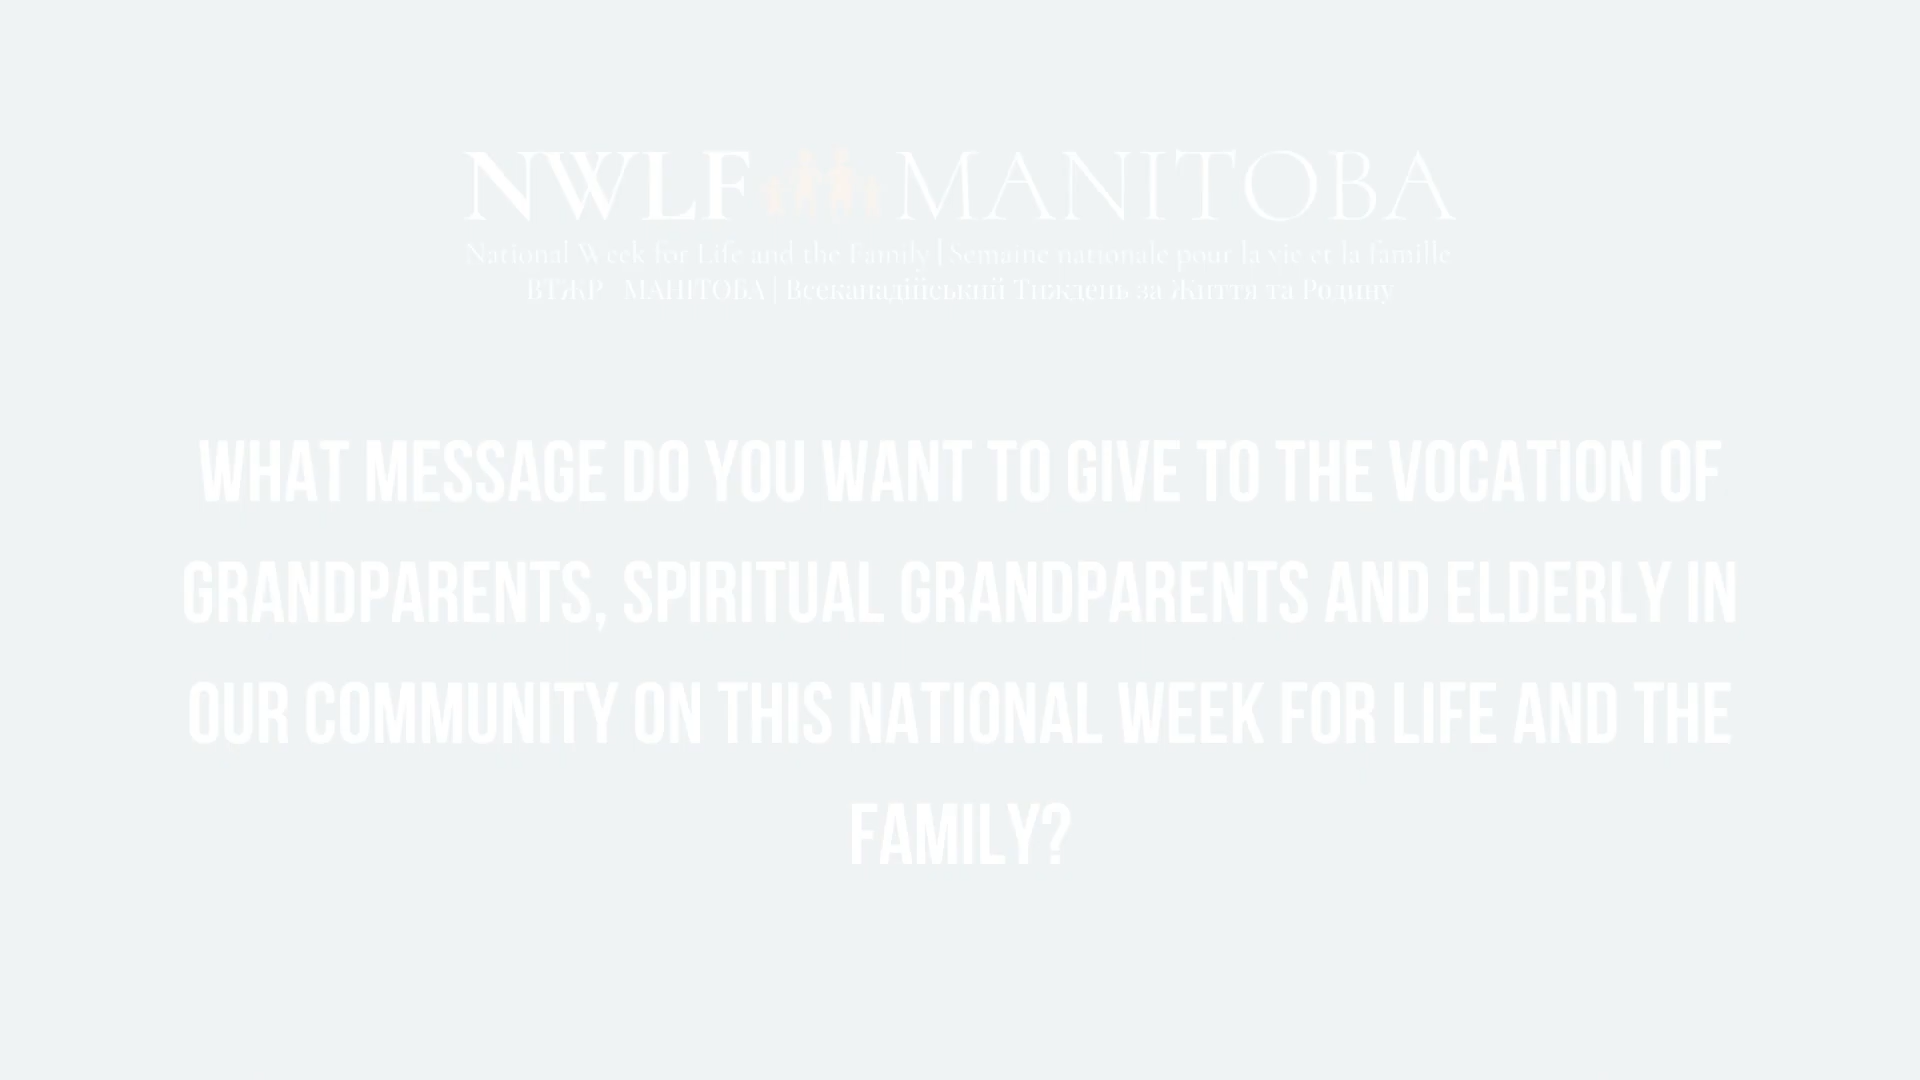 NWLF MANITOBA
National Week for Life and the Family | Semaine nationale pour la vie et la famille
ВТЖР МАНІТОБА | Всеканадійський Тиждень за Життя та Родину
WHAT MESSAGE DO YOU WANT TO GIVE TO THE VOCATION OF
GRANDPARENTS, SPIRITUAL GRANDPARENTS AND ELDERLY IN
OUR COMMUNITY ON THIS NATIONAL WEEK FOR LIFE AND THE
FAMILY?